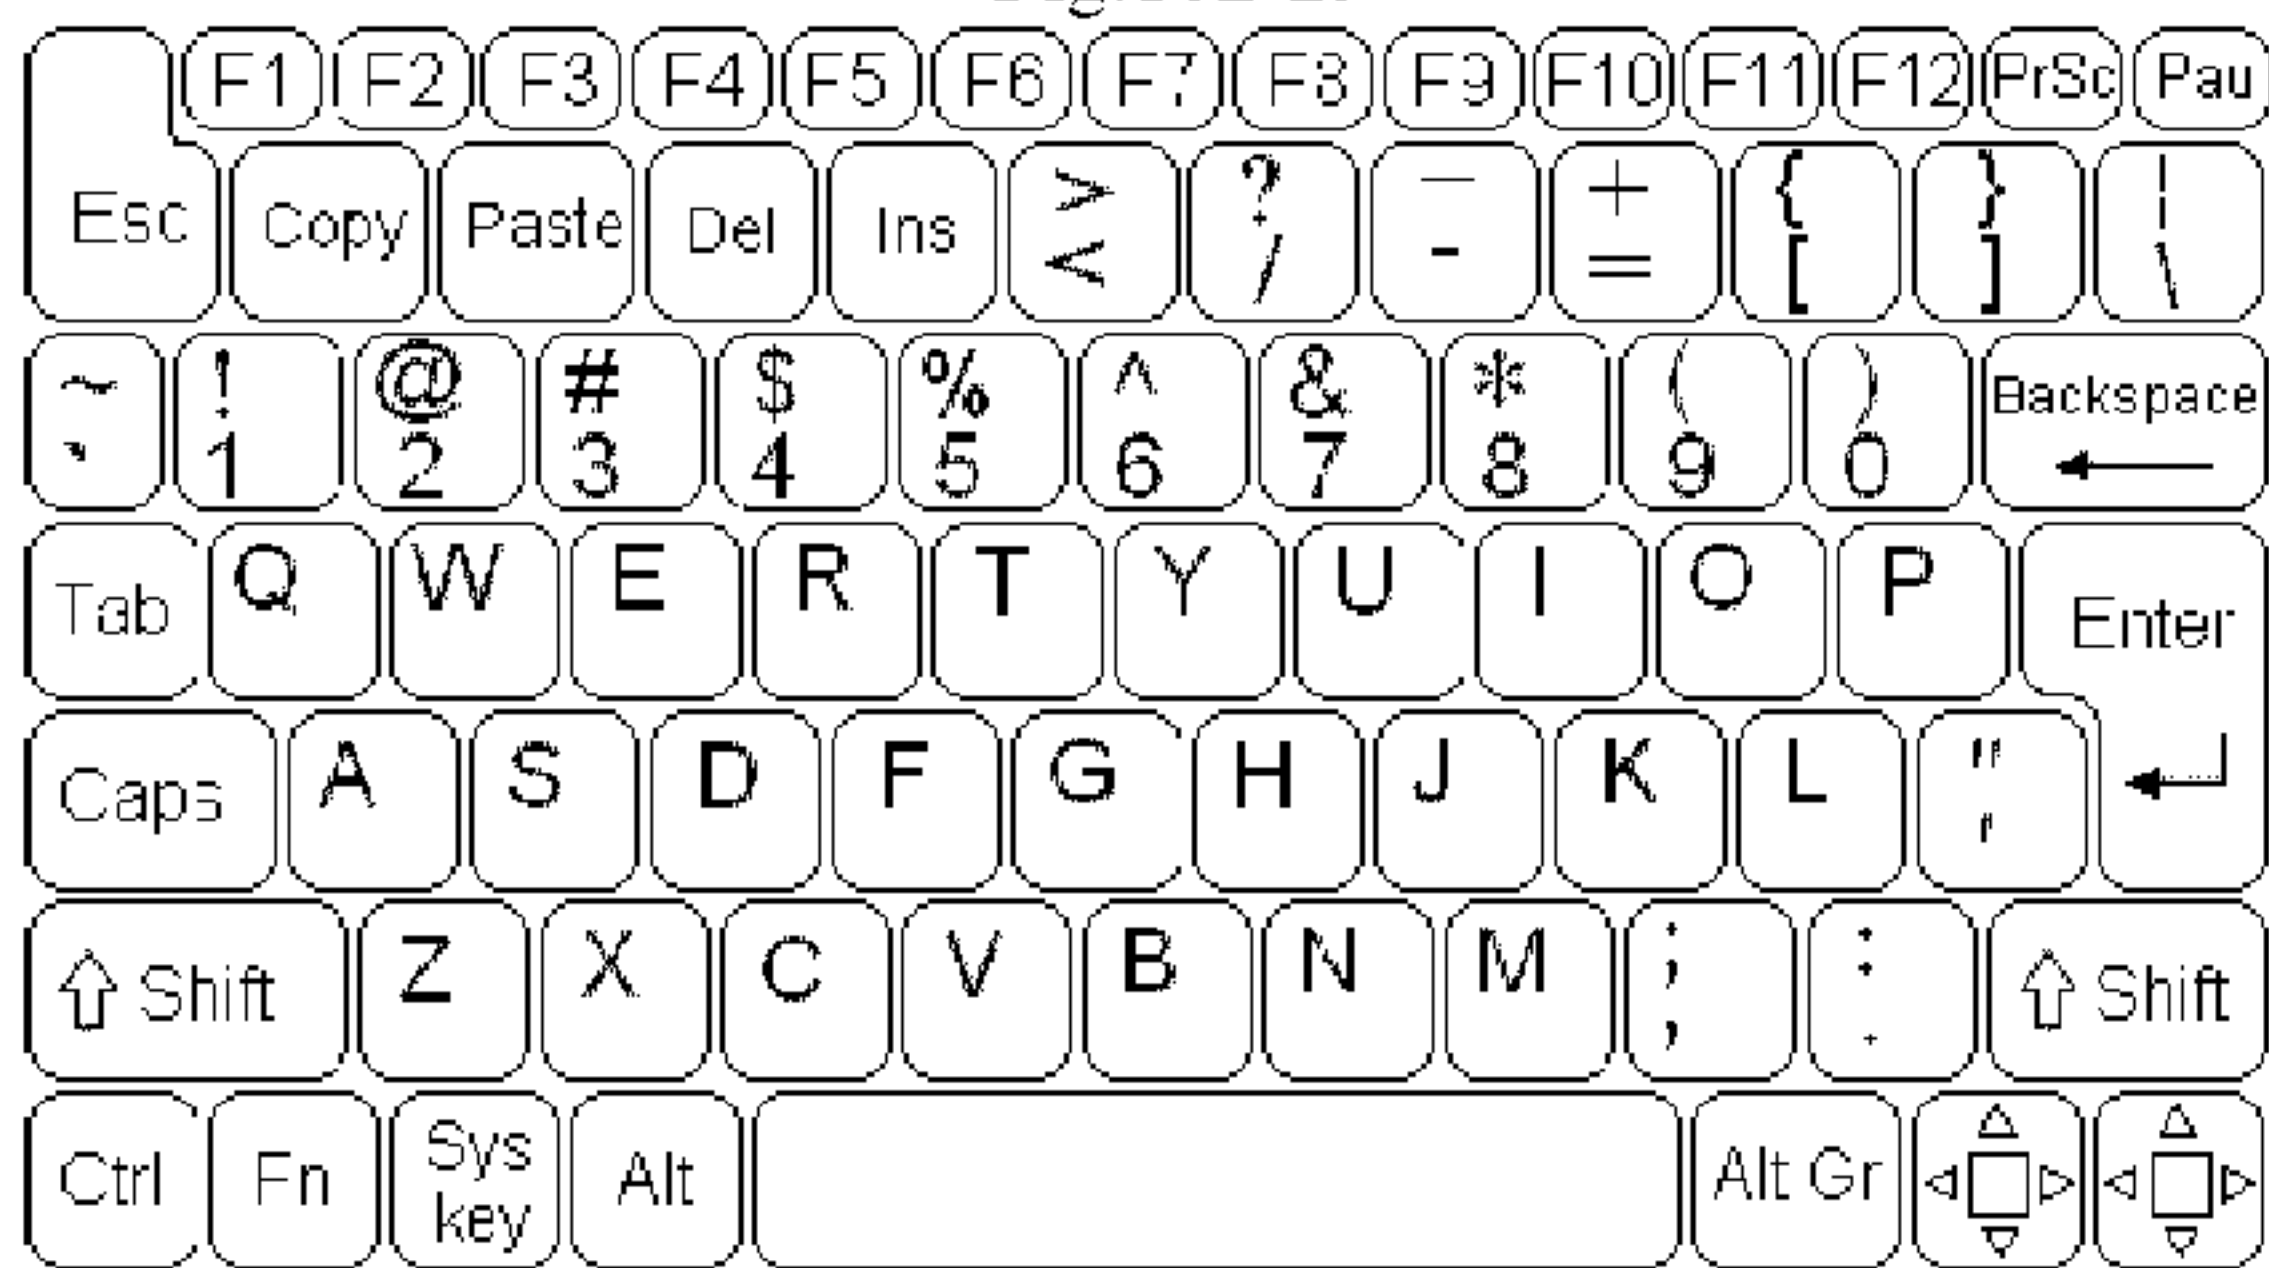 F1 F2 F3 F4 F5 F6 F7 F8 F9 F10 F11 F12 PrSc Pau
> ? _ + { } |
Esc Copy Paste Del Ins
< / - = [ ] \
~ ! @ # $ % ^ & * ( )
Backspace
` 1 2 3 4 5 6 7 8 9 0
Q W E R T Y U I O P
Tab Enter
A S D F G H J K L "
Caps '
Z X C V B N M ; :
Shift , . Shift
Ctrl Fn Sys key Alt Alt Gr